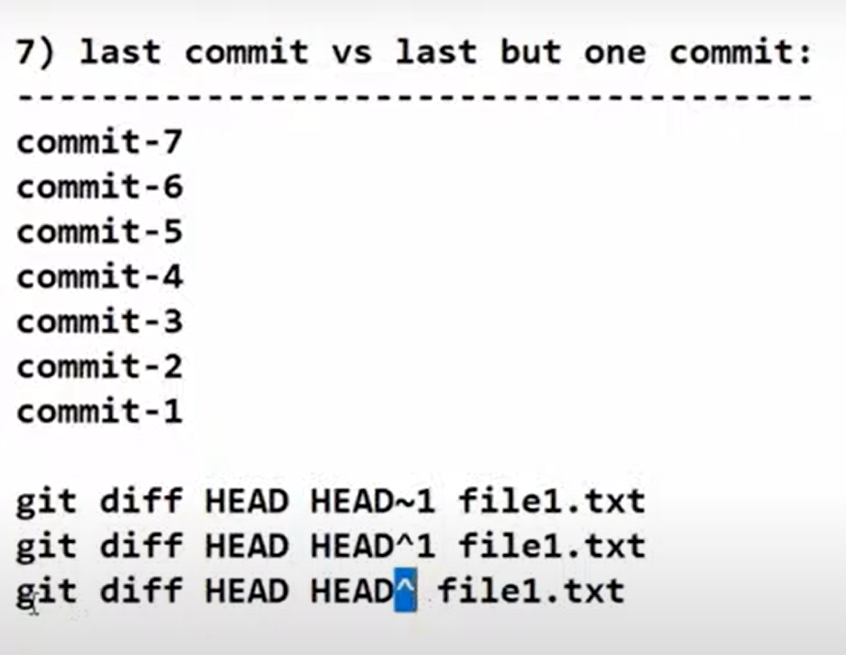 7) last commit vs last but one commit:
--------------------------------------
commit-7
commit-6
commit-5
commit-4
commit-3
commit-2
commit-1
git diff HEAD HEAD~1 file1.txt
git diff HEAD HEAD^1 file1.txt
git diff HEAD HEAD^ file1.txt